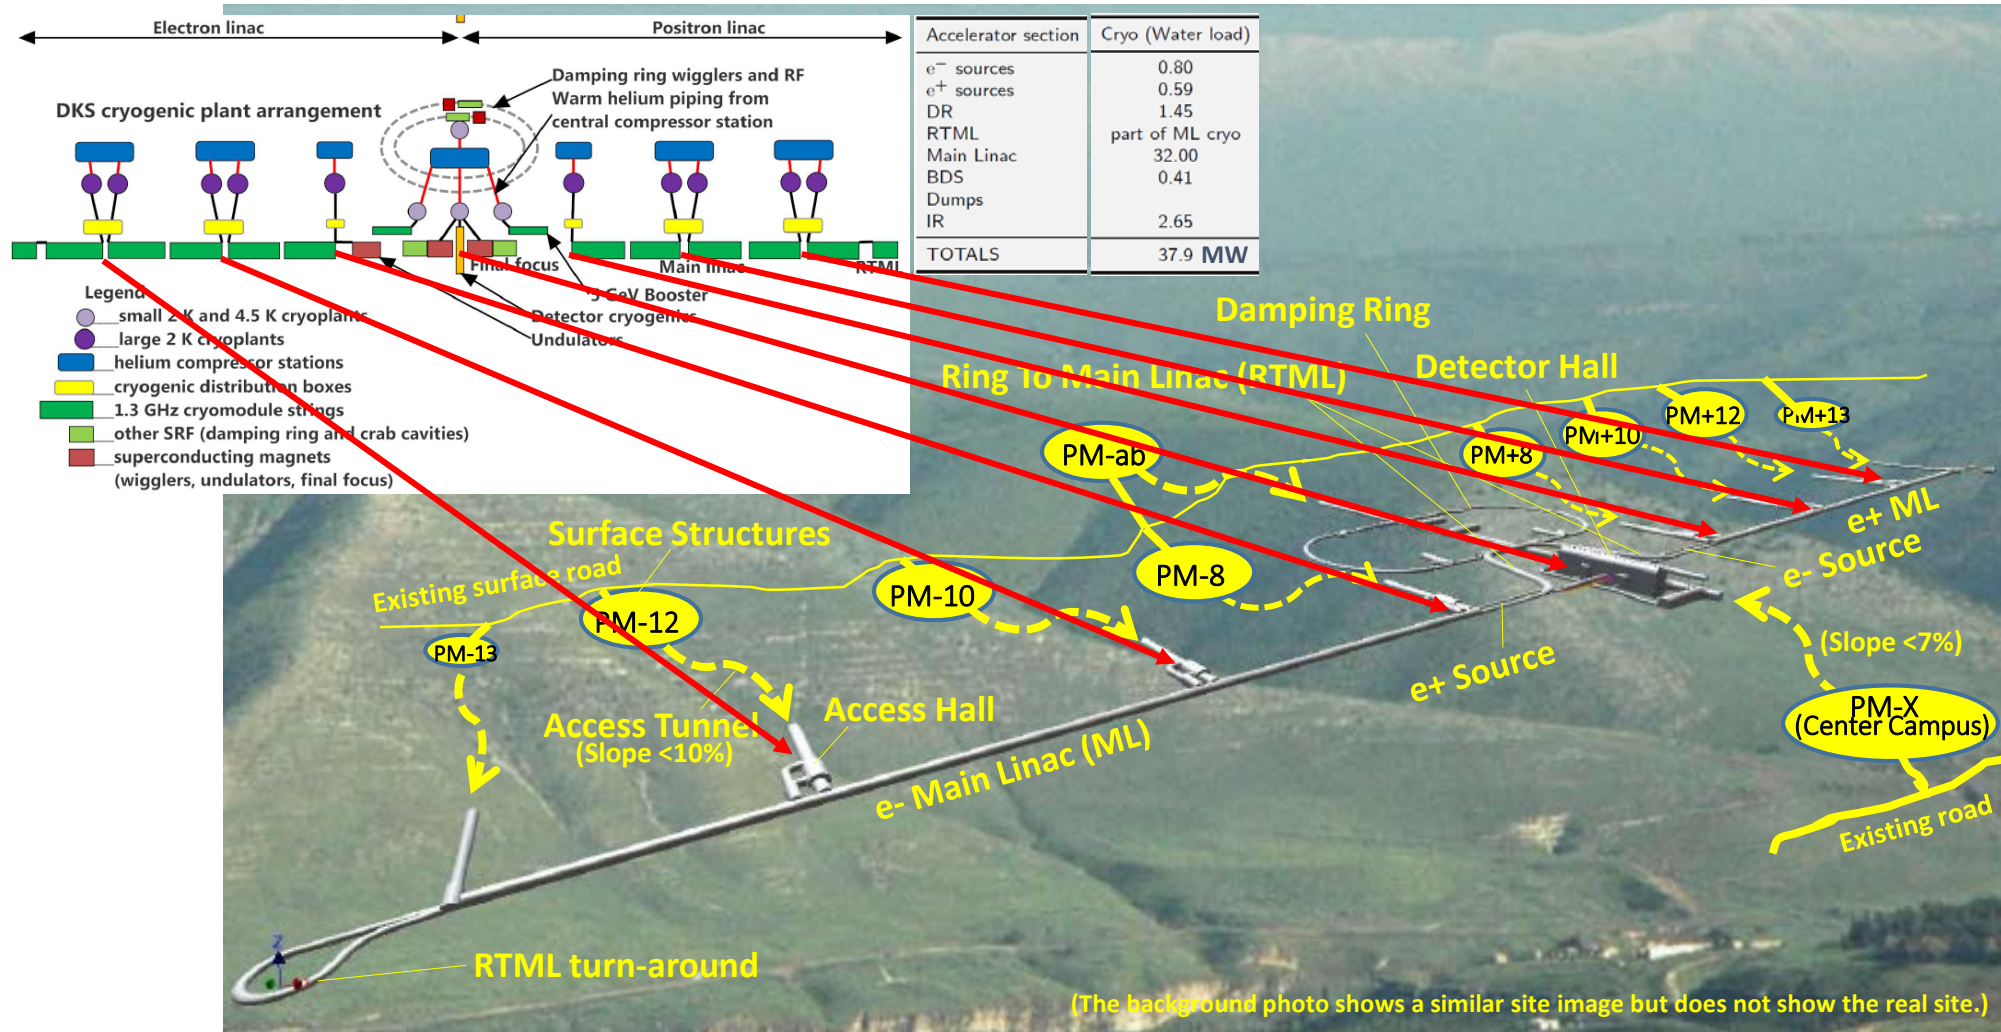 Electron linac
Positron linac
DKS cryogenic plant arrangement
Damping ring wigglers and RF
Warm helium piping from
central compressor station
Final focus
Main linac
RTML
5 GeV Booster
Detector cryogenics
Undulators
Legend
small 2 K and 4.5 K cryoplants
large 2 K cryoplants
helium compressor stations
cryogenic distribution boxes
1.3 GHz cryomodule strings
other SRF (damping ring and crab cavities)
superconducting magnets
(wigglers, undulators, final focus)
Accelerator section Cryo (Water load)
e− sources 0.80
e+ sources 0.59
DR 1.45
RTML part of ML cryo
Main Linac 32.00
BDS 0.41
Dumps
IR 2.65
TOTALS 37.9 MW
Damping Ring
Detector Hall
Ring To Main Linac (RTML)
PM-ab
PM+8
PM+10
PM+12
PM+13
e+ ML
e- Source
Surface Structures
Existing surface road
PM-13
PM-12
PM-10
PM-8
(Slope <7%)
e+ Source
PM-X
(Center Campus)
Access Tunnel
(Slope <10%)
Access Hall
e- Main Linac (ML)
Existing road
Z
RTML turn-around
(The background photo shows a similar site image but does not show the real site.)